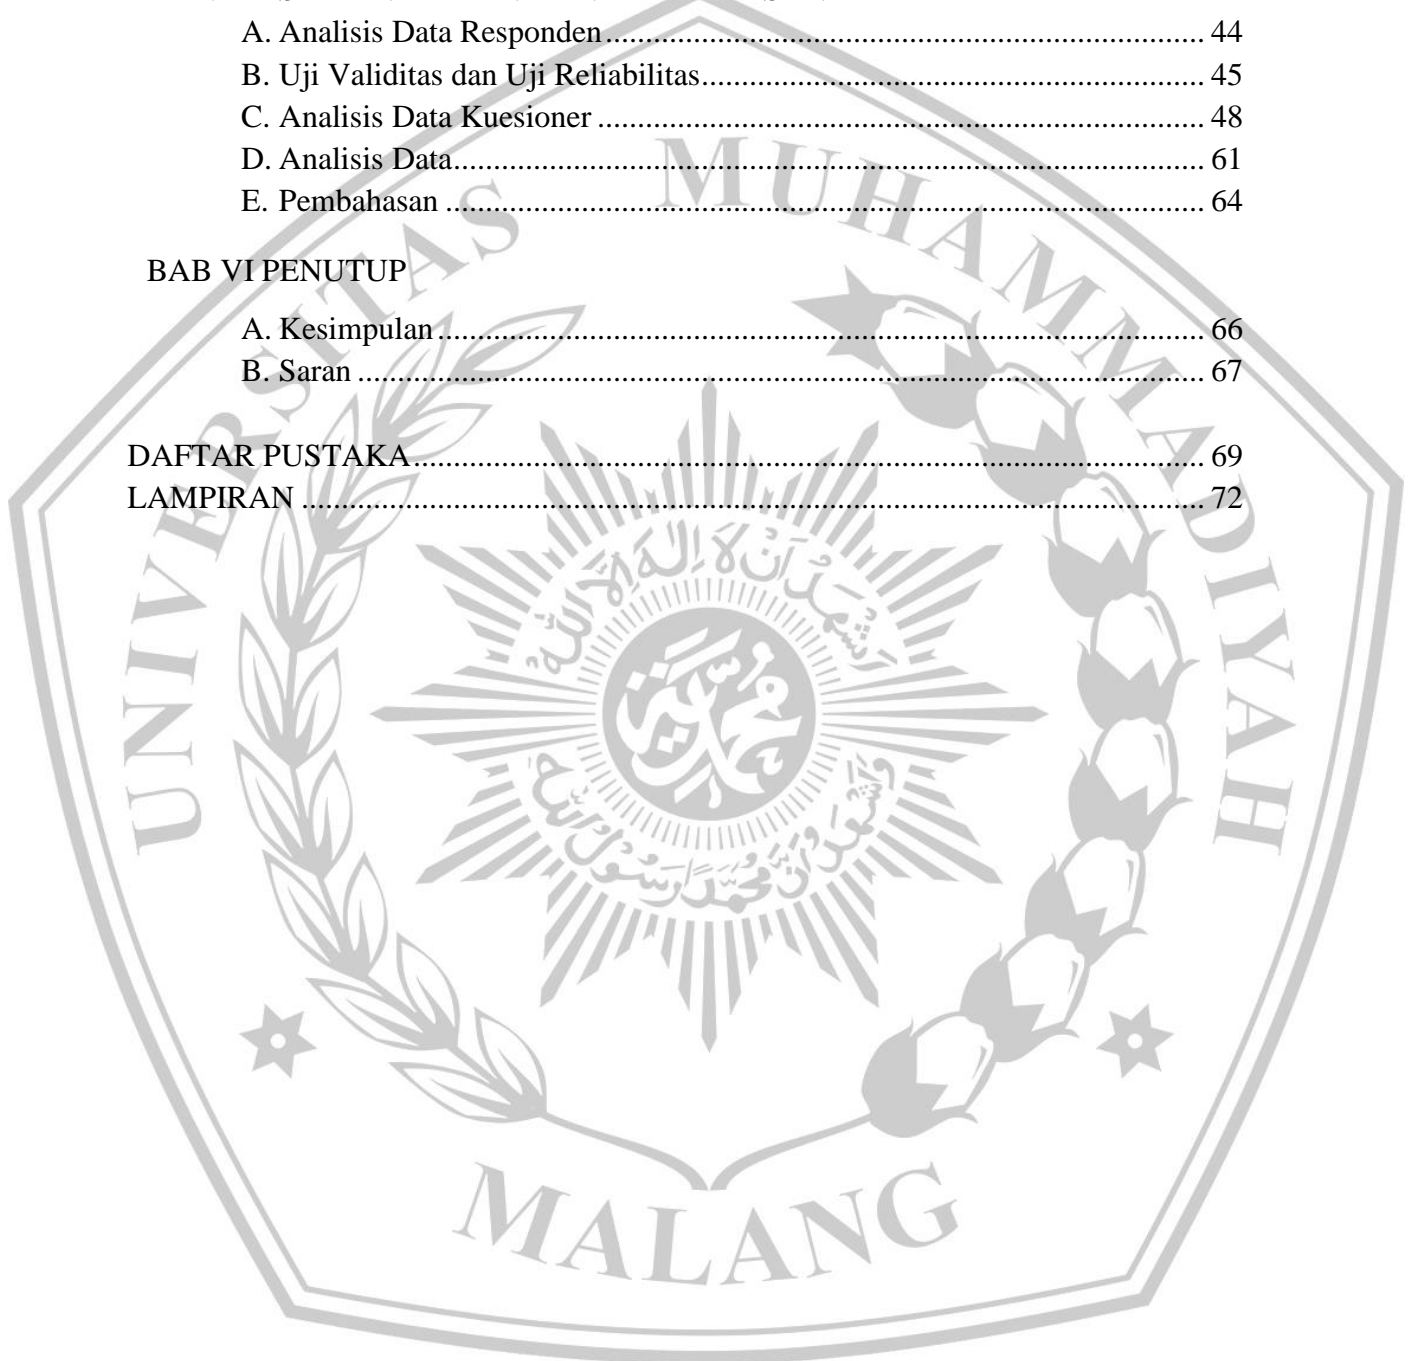 A. Analisis Data Responden.......................................................................... 44
B. Uji Validitas dan Uji Reliabilitas.............................................................. 45
C. Analisis Data Kuesioner ........................................................................... 48
D. Analisis Data............................................................................................. 61
E. Pembahasan .............................................................................................. 64
BAB VI PENUTUP
A. Kesimpulan ............................................................................................... 66
B. Saran ......................................................................................................... 67
DAFTAR PUSTAKA.................................................................................................. 69
LAMPIRAN ................................................................................................................ 72
UNIVERSITAS MUHAMMADIYAH
MALANG